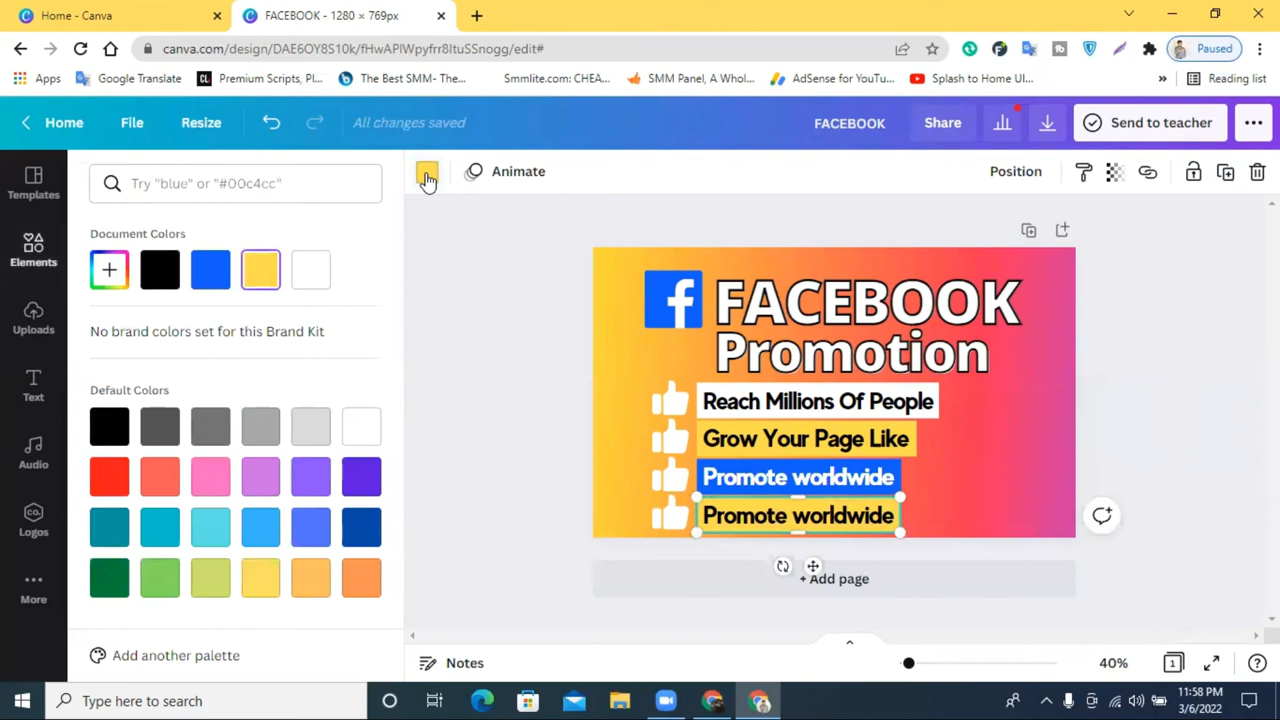 Home - Canva
FACEBOOK - 1280 × 769px
canva.com/design/DAE6OY8S10k/fHwAPIWpyfrr8ItuSSnogg/edit#
Paused
Apps
Google Translate
Premium Scripts, Pl...
The Best SMM- The...
Smmlite.com: CHEA...
SMM Panel, A Whol...
AdSense for YouTu...
Splash to Home UI...
»
Reading list
Home
File
Resize
All changes saved
FACEBOOK
Share
Send to teacher
Templates
Elements
Uploads
Text
Audio
CO.
Logos
More
Try "blue" or "#00c4cc"
Document Colors
No brand colors set for this Brand Kit
Default Colors
Add another palette
Animate
Position
f FACEBOOK
Promotion
Reach Millions Of People
Grow Your Page Like
Promote worldwide
Promote worldwide
+ Add page
Notes
40%
1
?
Type here to search
11:58 PM
3/6/2022